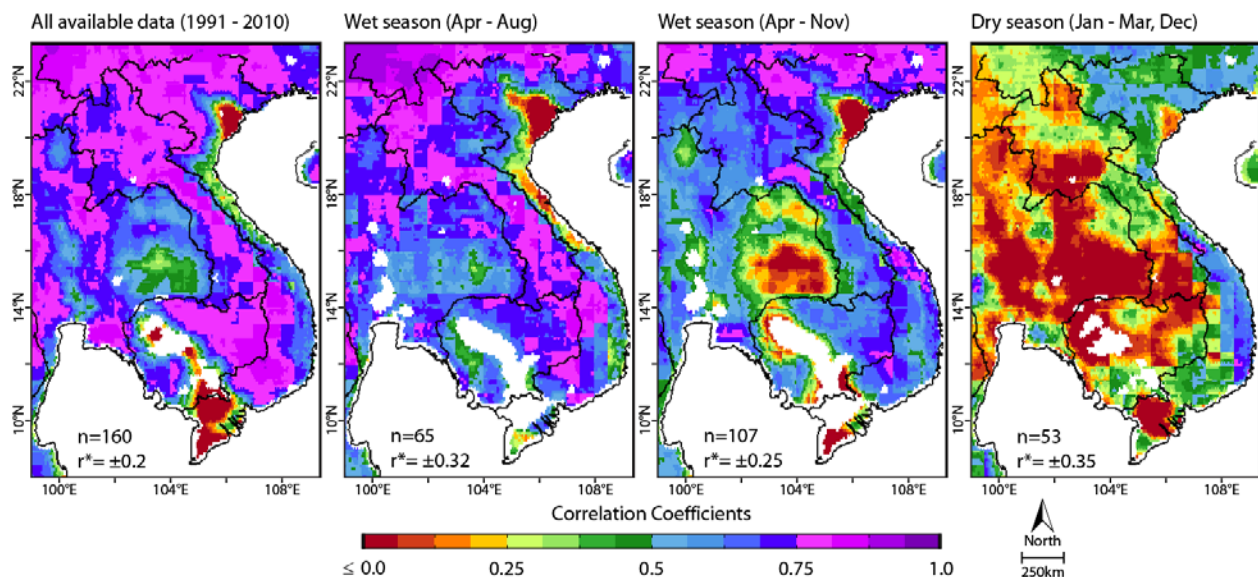 All available data (1991 - 2010)
Wet season (Apr - Aug)
Wet season (Apr - Nov)
Dry season (Jan - Mar, Dec)
22°N
18°N
14°N
10°N
n=160
r*= ±0.2
100°E
104°E
108°E
22°N
18°N
14°N
10°N
n=65
r*= ±0.32
100°E
104°E
108°E
22°N
18°N
14°N
10°N
n=107
r*= ±0.25
100°E
104°E
108°E
22°N
18°N
14°N
10°N
n=53
r*= ±0.35
100°E
104°E
108°E
Correlation Coefficients
≤ 0.0 0.25 0.5 0.75 1.0
North
250km